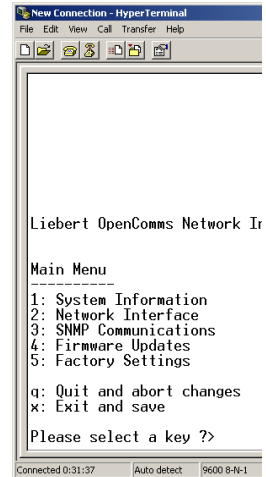 New Connection - HyperTerminal
File Edit View Call Transfer Help
Liebert OpenComms Network
Main Menu
----------
1: System Information
2: Network Interface
3: SNMP Communications
4: Firmware Updates
5: Factory Settings
q: Quit and abort changes
x: Exit and save
Please select a key ?>
Connected 0:31:37 Auto detect 9600 8-N-1